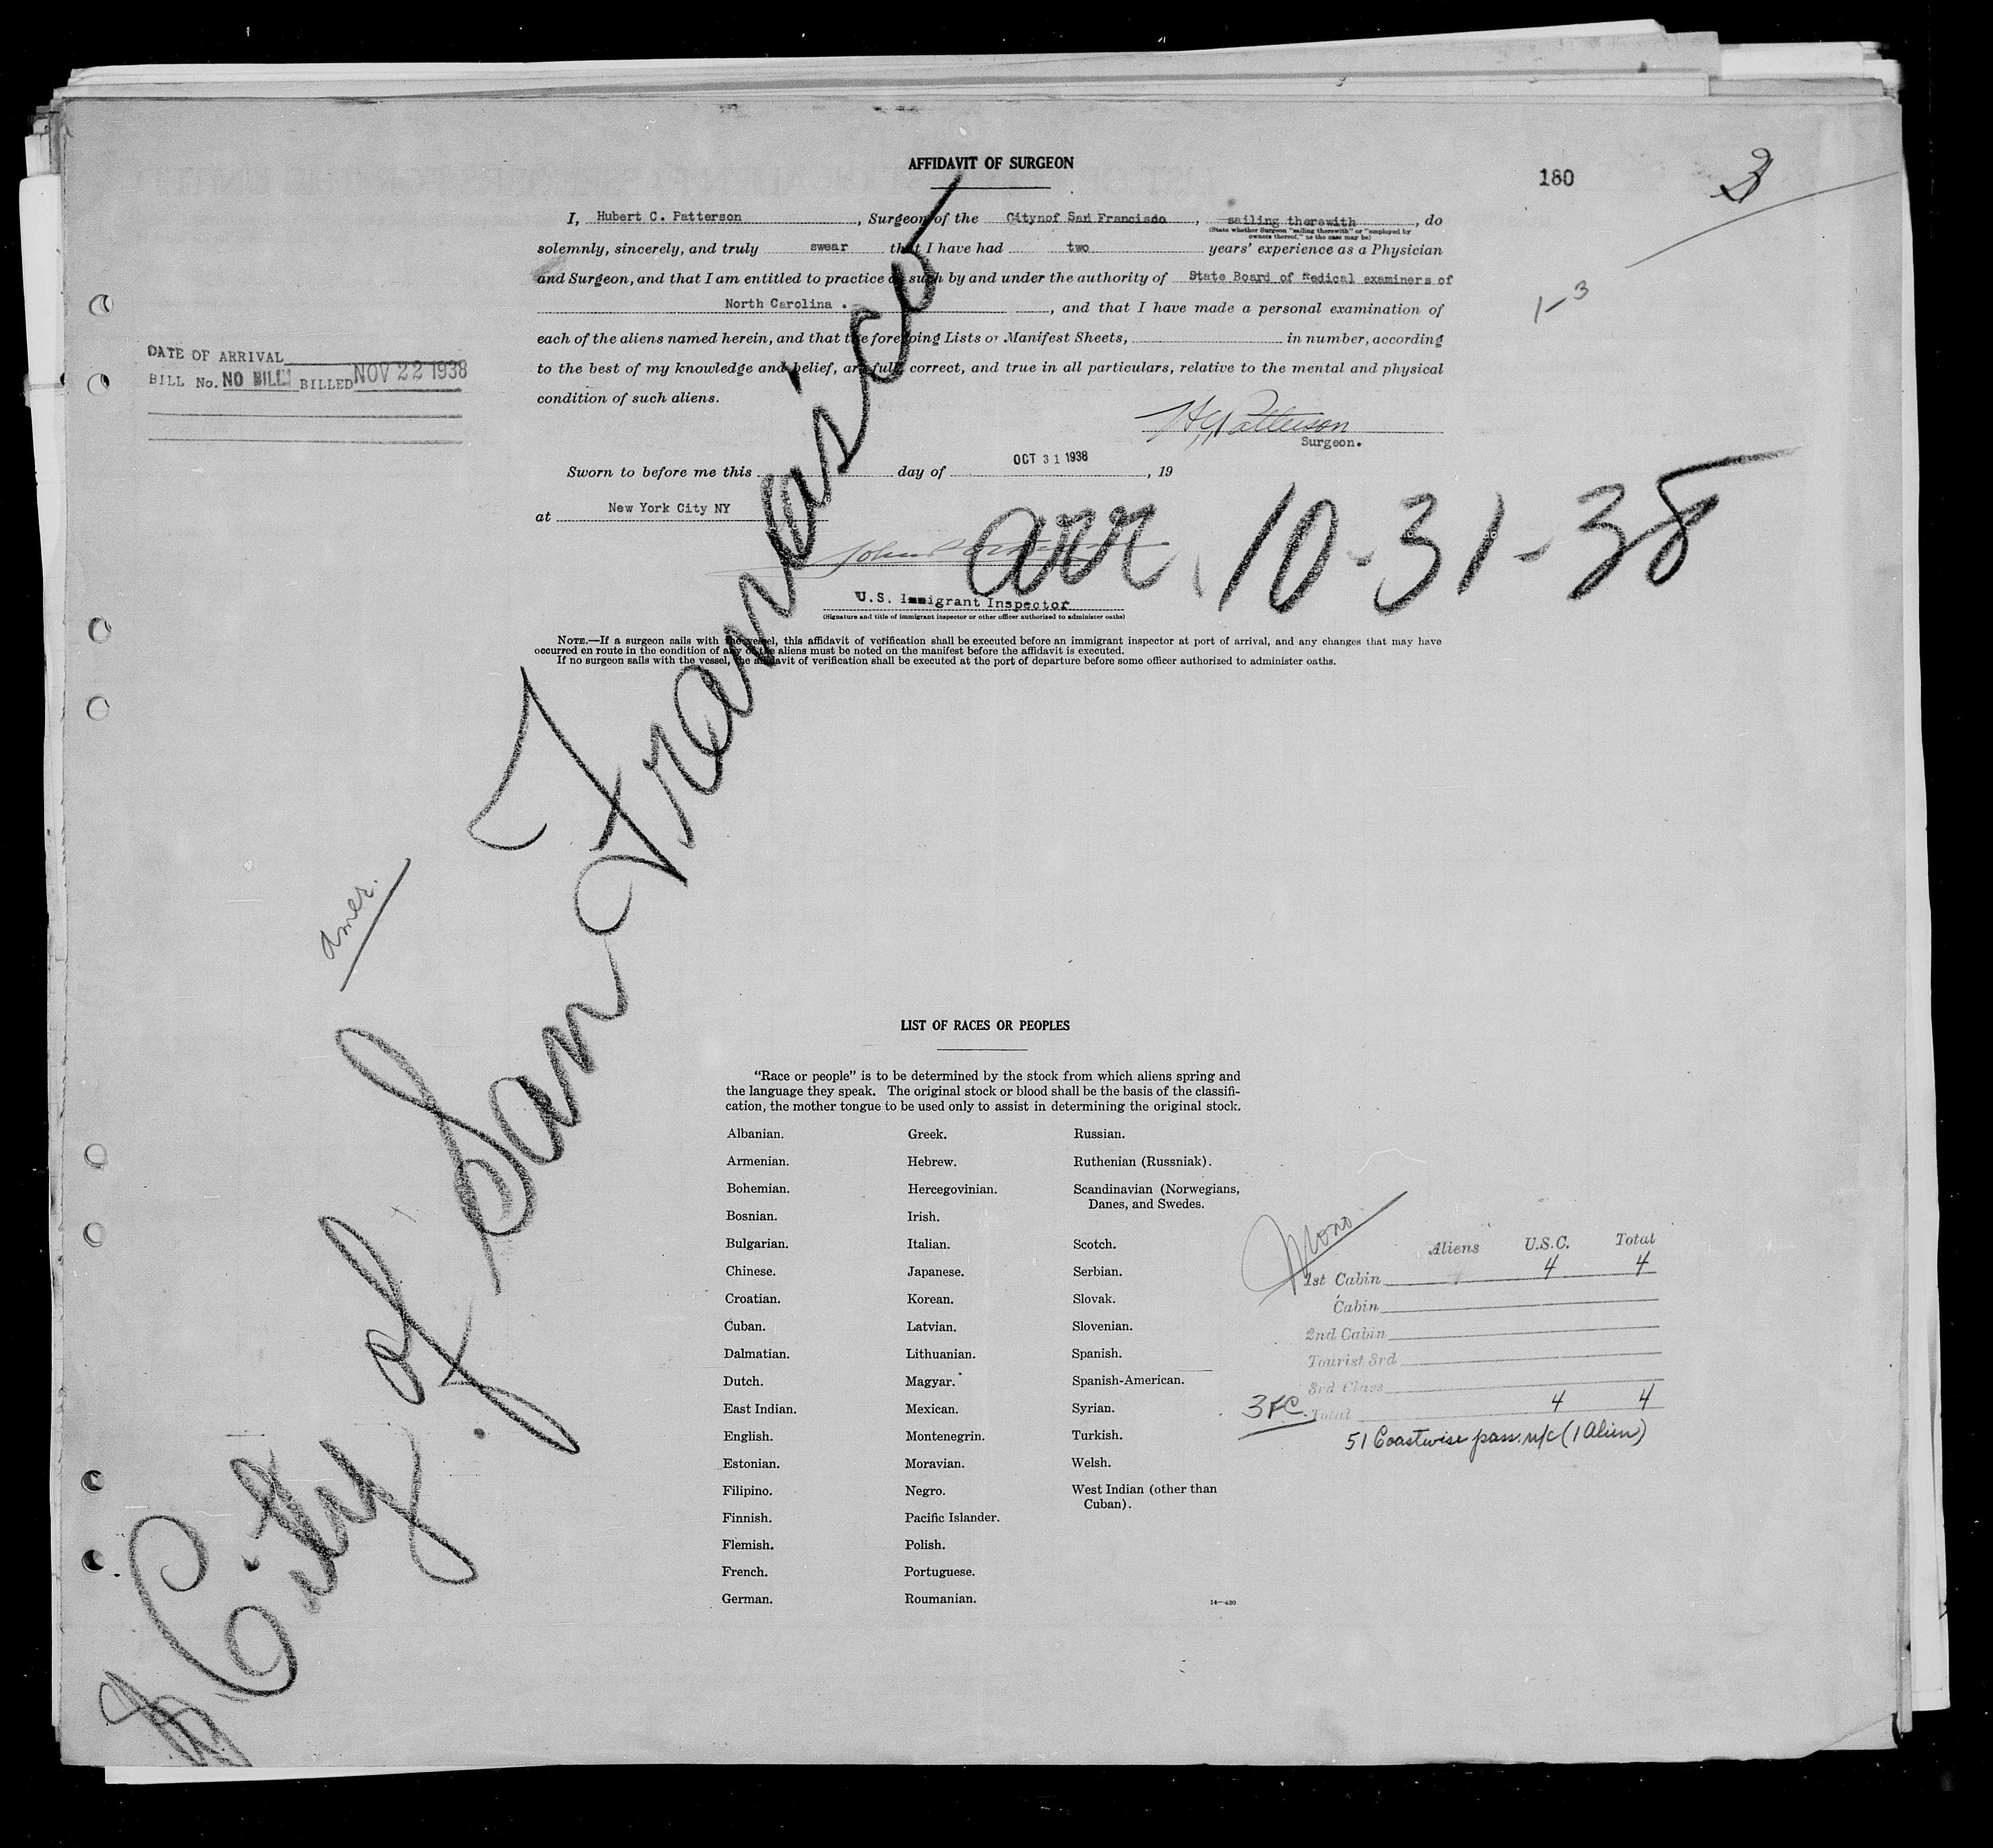 AFFIDAVIT OF SURGEON
180
I, Hubert C. Patterson, Surgeon of the Citynof San Francisco, sailing therewith, do
(State whether Surgeon "sailing therewith" or "employed by
owners thereof," as the case may be)
solemnly, sincerely, and truly swear that I have had two years' experience as a Physician
and Surgeon, and that I am entitled to practice as such by and under the authority of State Board of Medical examiners of
North Carolina ., and that I have made a personal examination of
1-3
each of the aliens named herein, and that the foregoing Lists or Manifest Sheets, in number, according
to the best of my knowledge and belief, are full, correct, and true in all particulars, relative to the mental and physical
condition of such aliens.
DATE OF ARRIVAL
BILL No. NO BILL BILLED NOV 22 1938
H C Patterson
Surgeon.
Sworn to before me this day of OCT 31 1938, 19
at New York City NY
arr. 10-31-38
John
U.S. Immigrant Inspector
(Signature and title of immigrant inspector or other officer authorized to administer oaths)
NOTE.—If a surgeon sails with the vessel, this affidavit of verification shall be executed before an immigrant inspector at port of arrival, and any changes that may have
occurred en route in the condition of any of the aliens must be noted on the manifest before the affidavit is executed.
If no surgeon sails with the vessel, the affidavit of verification shall be executed at the port of departure before some officer authorized to administer oaths.
City of San Francisco
Amer.
LIST OF RACES OR PEOPLES
"Race or people" is to be determined by the stock from which aliens spring and
the language they speak. The original stock or blood shall be the basis of the classifi-
cation, the mother tongue to be used only to assist in determining the original stock.
Albanian.
Armenian.
Bohemian.
Bosnian.
Bulgarian.
Chinese.
Croatian.
Cuban.
Dalmatian.
Dutch.
East Indian.
English.
Estonian.
Filipino.
Finnish.
Flemish.
French.
German.
Greek.
Hebrew.
Hercegovinian.
Irish.
Italian.
Japanese.
Korean.
Latvian.
Lithuanian.
Magyar.
Mexican.
Montenegrin.
Moravian.
Negro.
Pacific Islander.
Polish.
Portuguese.
Roumanian.
Russian.
Ruthenian (Russniak).
Scandinavian (Norwegians,
Danes, and Swedes.
Scotch.
Serbian.
Slovak.
Slovenian.
Spanish.
Spanish-American.
Syrian.
Turkish.
Welsh.
West Indian (other than
Cuban).
14—430
Aliens U.S.C. Total
1st Cabin 4 4
Cabin
2nd Cabin
Tourist 3rd
3rd Class
3FC. Total 4 4
51 Coastwise pass. n/c (1 Alien)